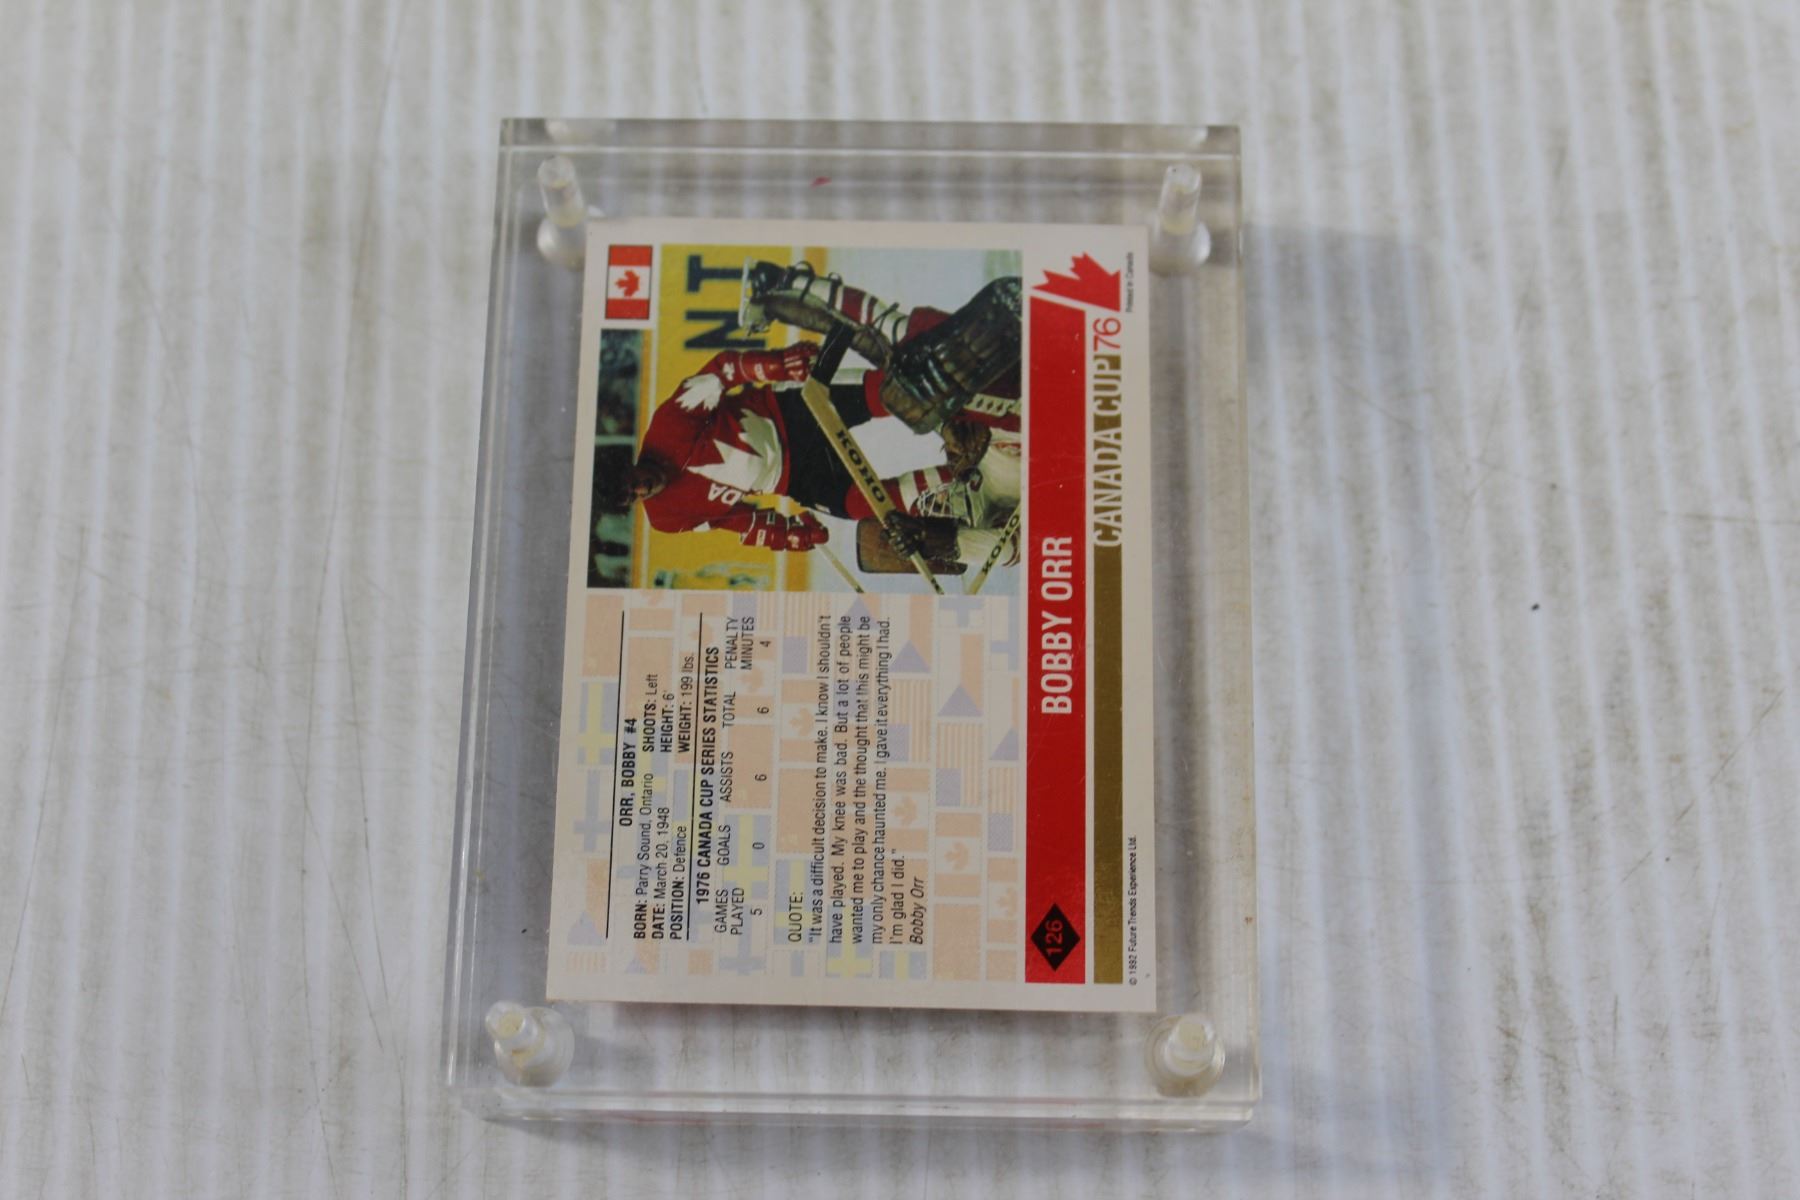 ORR, BOBBY #4
BORN: Parry Sound, Ontario SHOOTS: Left
DATE: March 20, 1948 HEIGHT: 6'
POSITION: Defence WEIGHT: 199 lbs.
1976 CANADA CUP SERIES STATISTICS
GAMES PLAYED GOALS ASSISTS TOTAL PENALTY MINUTES
5 0 6 6 4
QUOTE:
"It was a difficult decision to make. I know I shouldn't
have played. My knee was bad. But a lot of people
wanted me to play and the thought that this might be
my only chance haunted me. I gave it everything I had.
I'm glad I did."
Bobby Orr
NT
DA
KOHO
KOHO
126
BOBBY ORR
CANADA CUP 76
© 1992 Future Trends Experience Ltd.
Printed in Canada